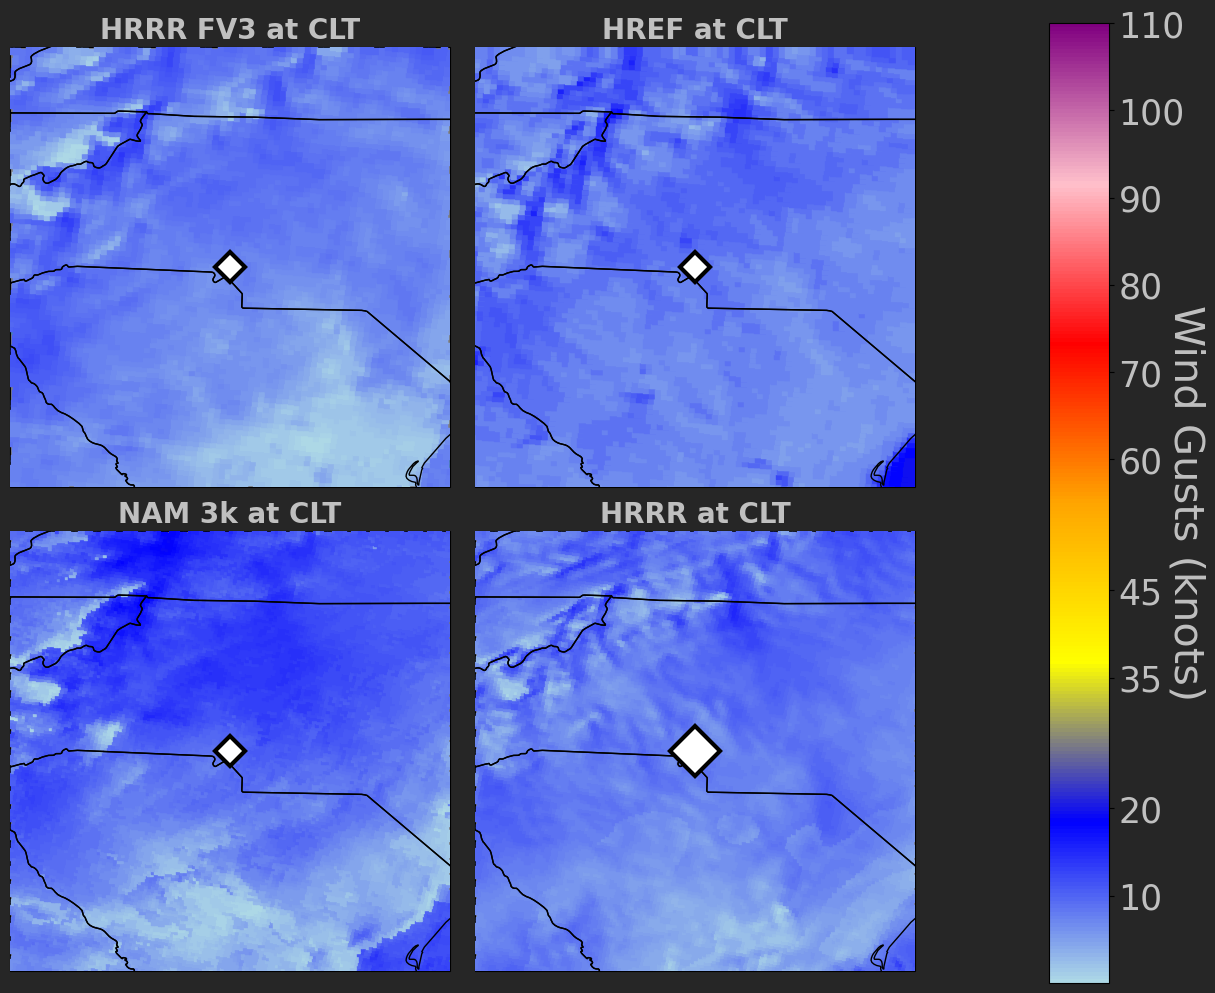 HRRR FV3 at CLT
HREF at CLT
NAM 3k at CLT
HRRR at CLT
110
100
90
80
70
60
45
35
20
10
Wind Gusts (knots)